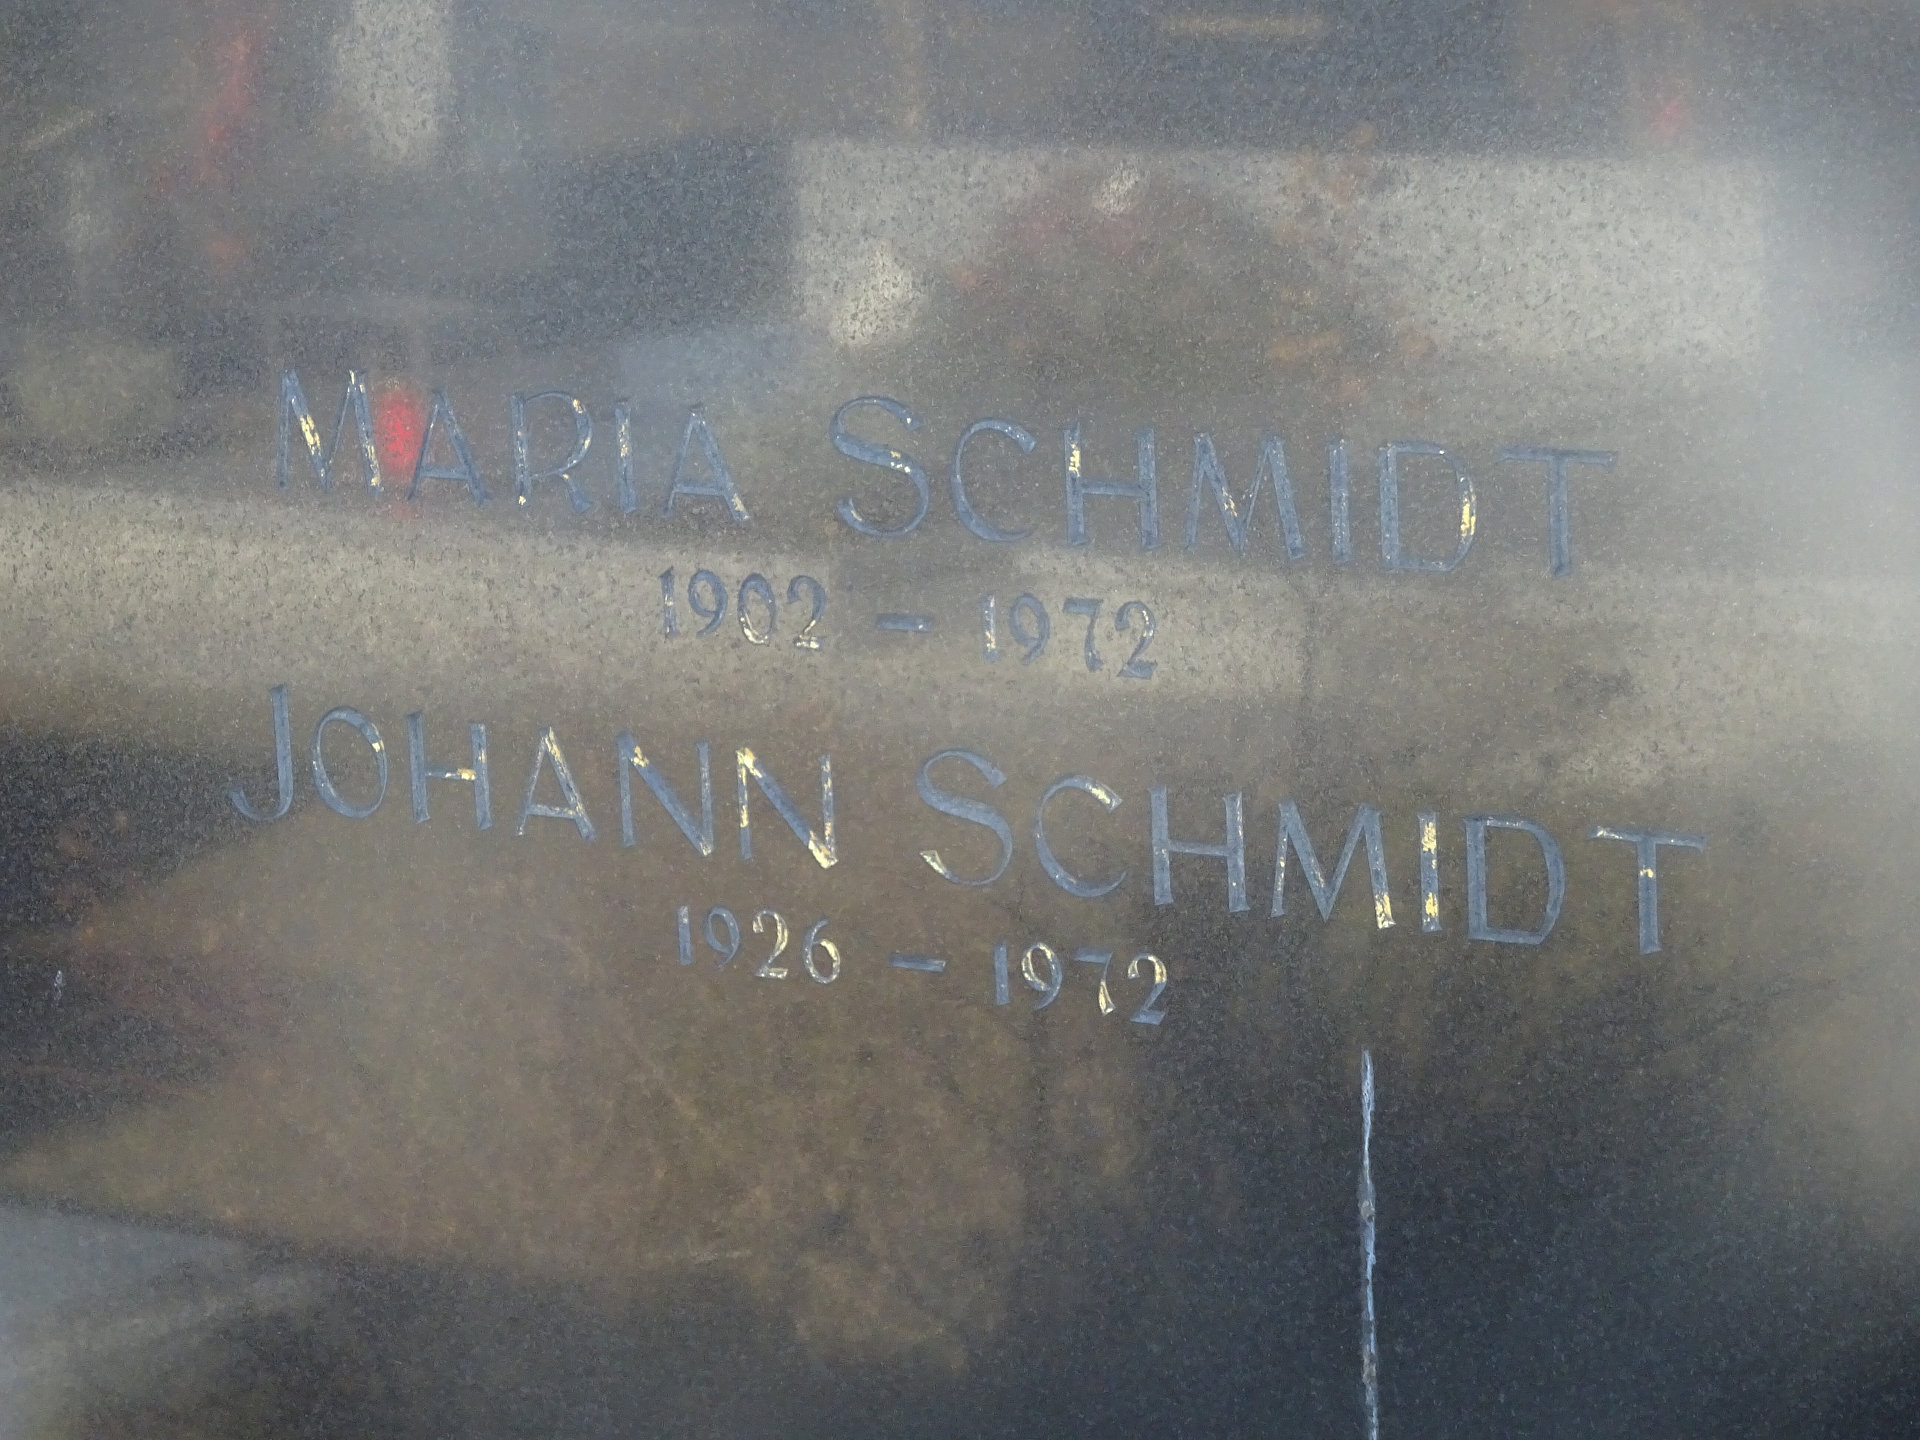 MARIA SCHMIDT
1902 – 1972
JOHANN SCHMIDT
1926 – 1972